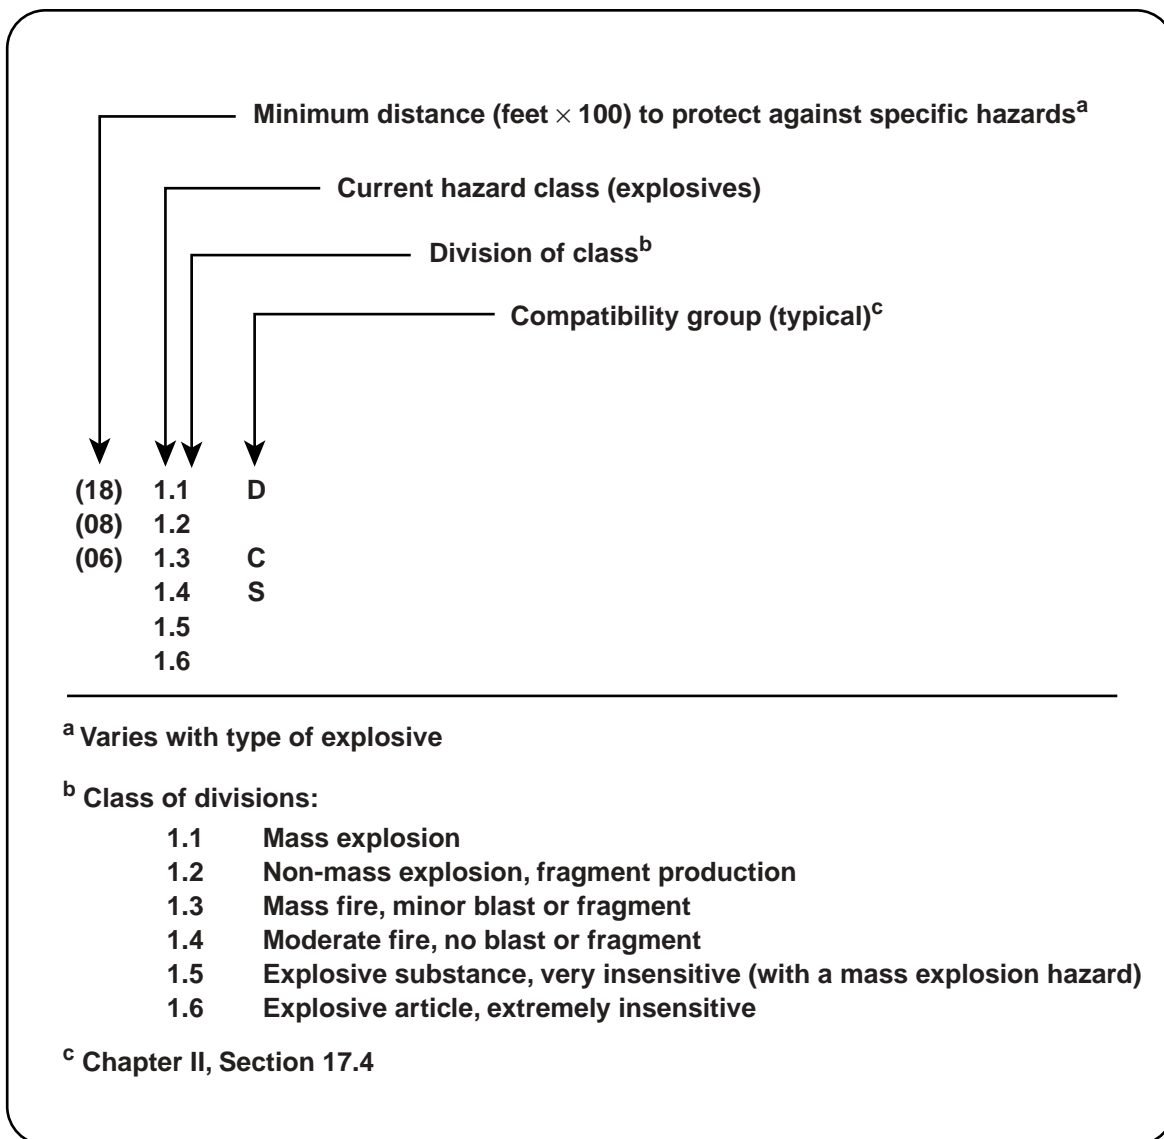 Minimum distance (feet × 100) to protect against specific hazardsa
Current hazard class (explosives)
Division of classb
Compatibility group (typical)c
(18) 1.1 D
(08) 1.2
(06) 1.3 C
1.4 S
1.5
1.6
a Varies with type of explosive
b Class of divisions:
1.1 Mass explosion
1.2 Non-mass explosion, fragment production
1.3 Mass fire, minor blast or fragment
1.4 Moderate fire, no blast or fragment
1.5 Explosive substance, very insensitive (with a mass explosion hazard)
1.6 Explosive article, extremely insensitive
c Chapter II, Section 17.4